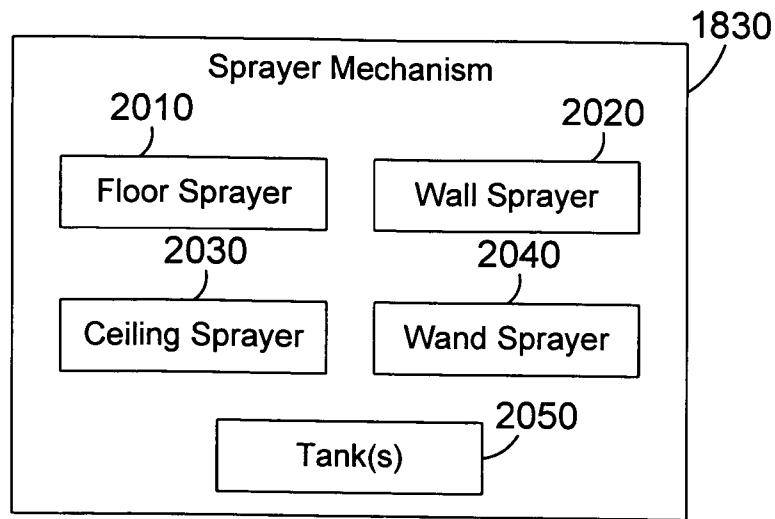 1830
Sprayer Mechanism
2010
2020
Floor Sprayer
Wall Sprayer
2030
2040
Ceiling Sprayer
Wand Sprayer
2050
Tank(s)